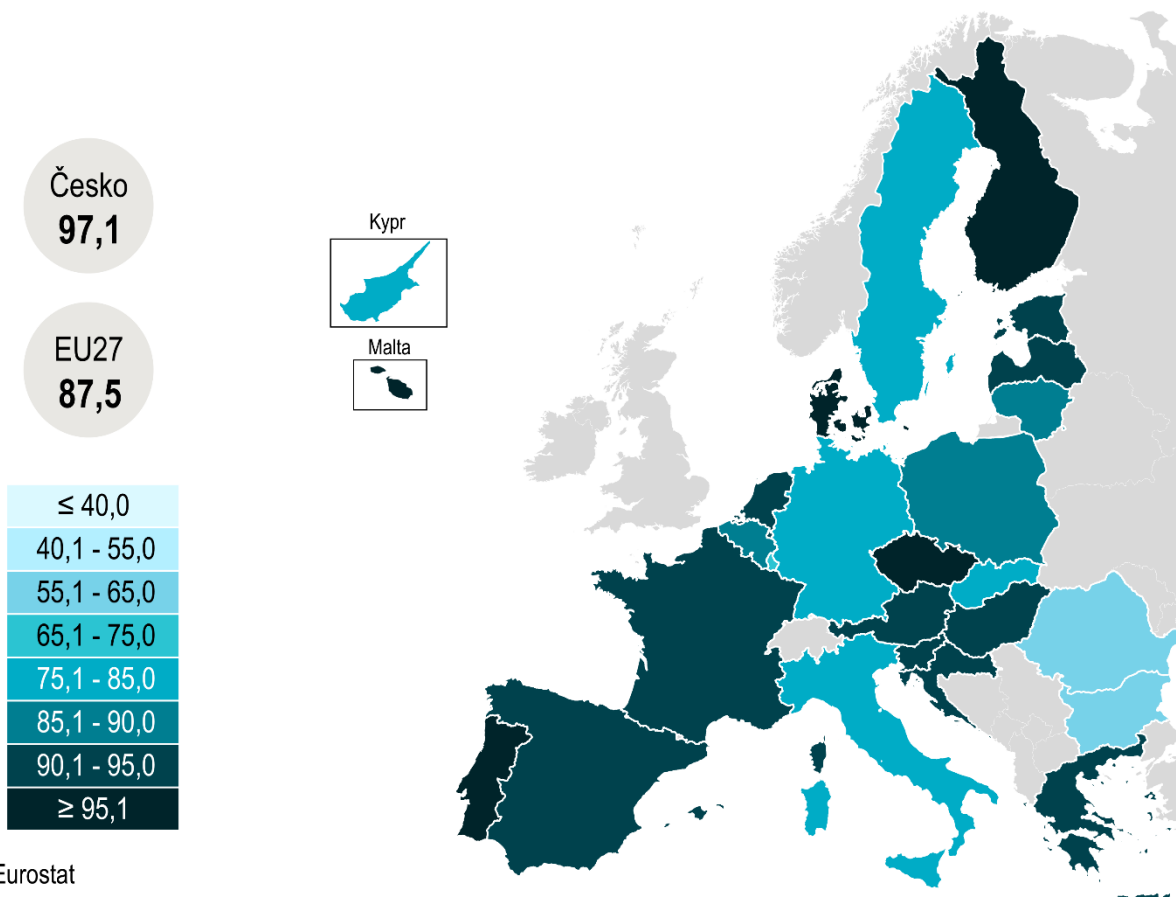 Česko
97,1
Kypr
EU27
87,5
Malta
≤ 40,0
40,1 - 55,0
55,1 - 65,0
65,1 - 75,0
75,1 - 85,0
85,1 - 90,0
90,1 - 95,0
≥ 95,1
Eurostat